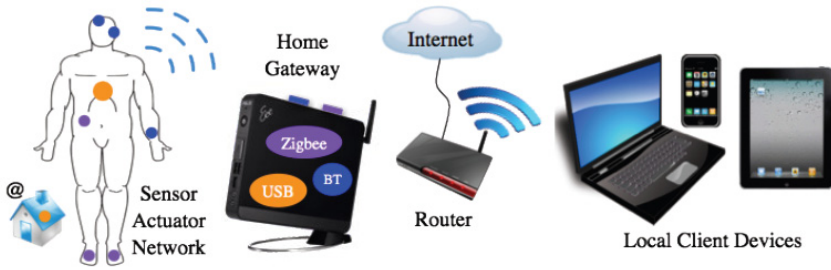 Home
Gateway
Internet
Zigbee
BT
USB
@
Sensor
Actuator
Network
Router
Local Client Devices